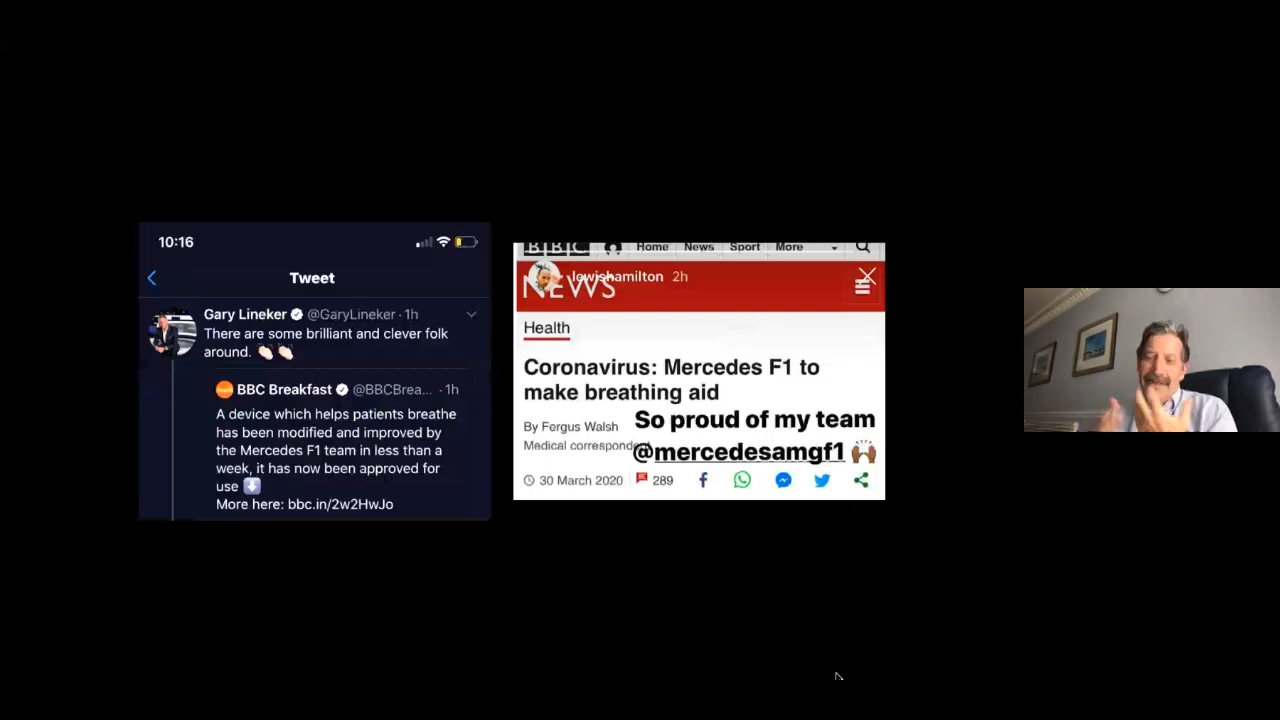 10:16
Tweet
Gary Lineker @GaryLineker · 1h
There are some brilliant and clever folk
around. 👏🏻👏🏻
BBC Breakfast @BBCBrea... · 1h
A device which helps patients breathe
has been modified and improved by
the Mercedes F1 team in less than a
week, it has now been approved for
use ⬇️
More here: bbc.in/2w2HwJo
BBC Home News Sport More
lewishamilton 2h
NEWS
Health
Coronavirus: Mercedes F1 to
make breathing aid
So proud of my team
By Fergus Walsh
@mercedesamgf1 🙌🏾
Medical
30 March 2020 289